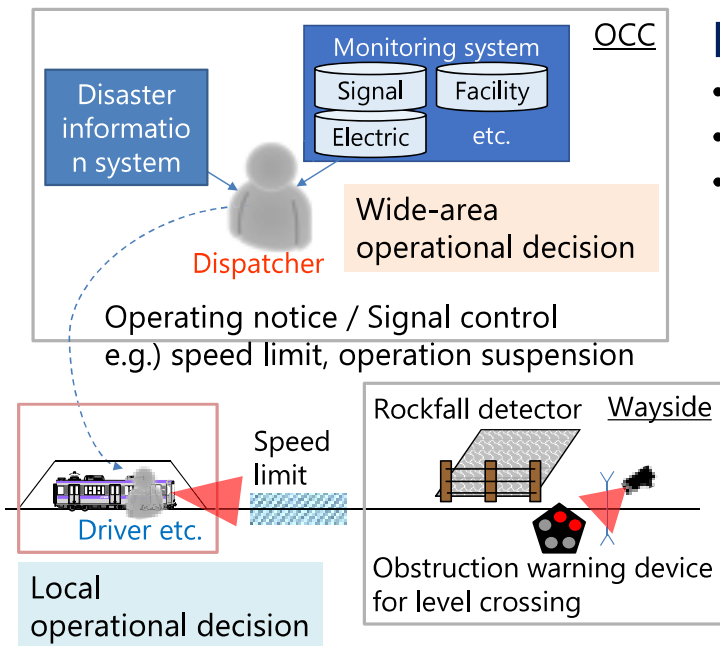 OCC
Monitoring system
Signal
Facility
Electric
etc.
Disaster
informatio
n system
Dispatcher
Wide-area
operational decision
Operating notice / Signal control
e.g.) speed limit, operation suspension
Rockfall detector
Wayside
Speed
limit
Driver etc.
Obstruction warning device
for level crossing
Local
operational decision